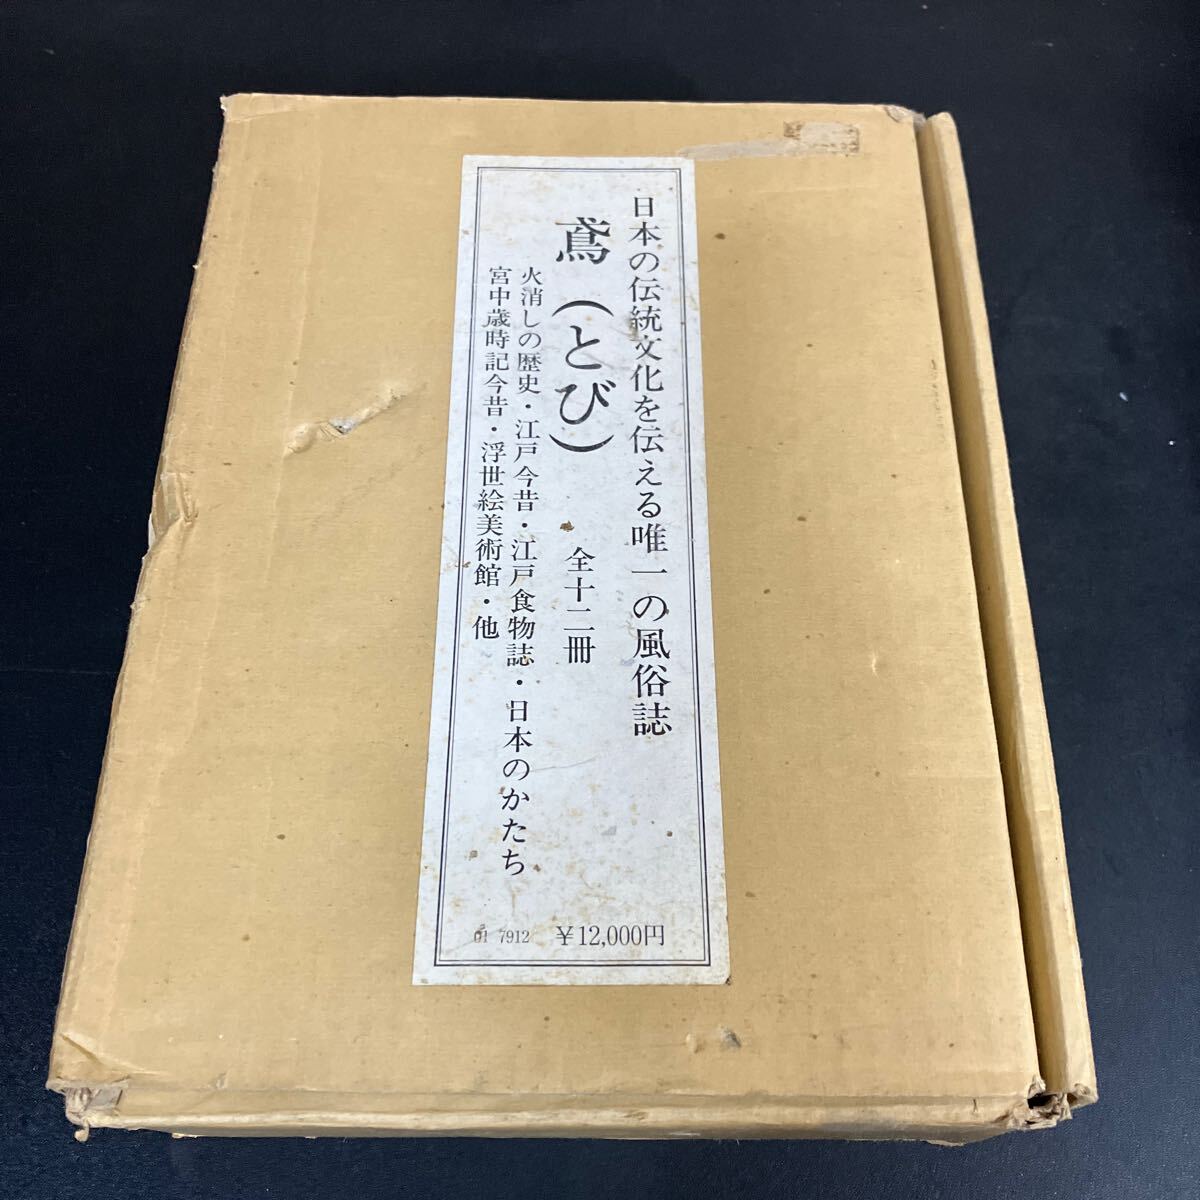 日本の伝統文化を伝える唯一の風俗誌
鳶（とび）　全十二冊
火消しの歴史・江戸今昔・江戸食物誌・日本のかたち
宮中歳時記今昔・浮世絵美術館・他
01 7912 ￥12,000円